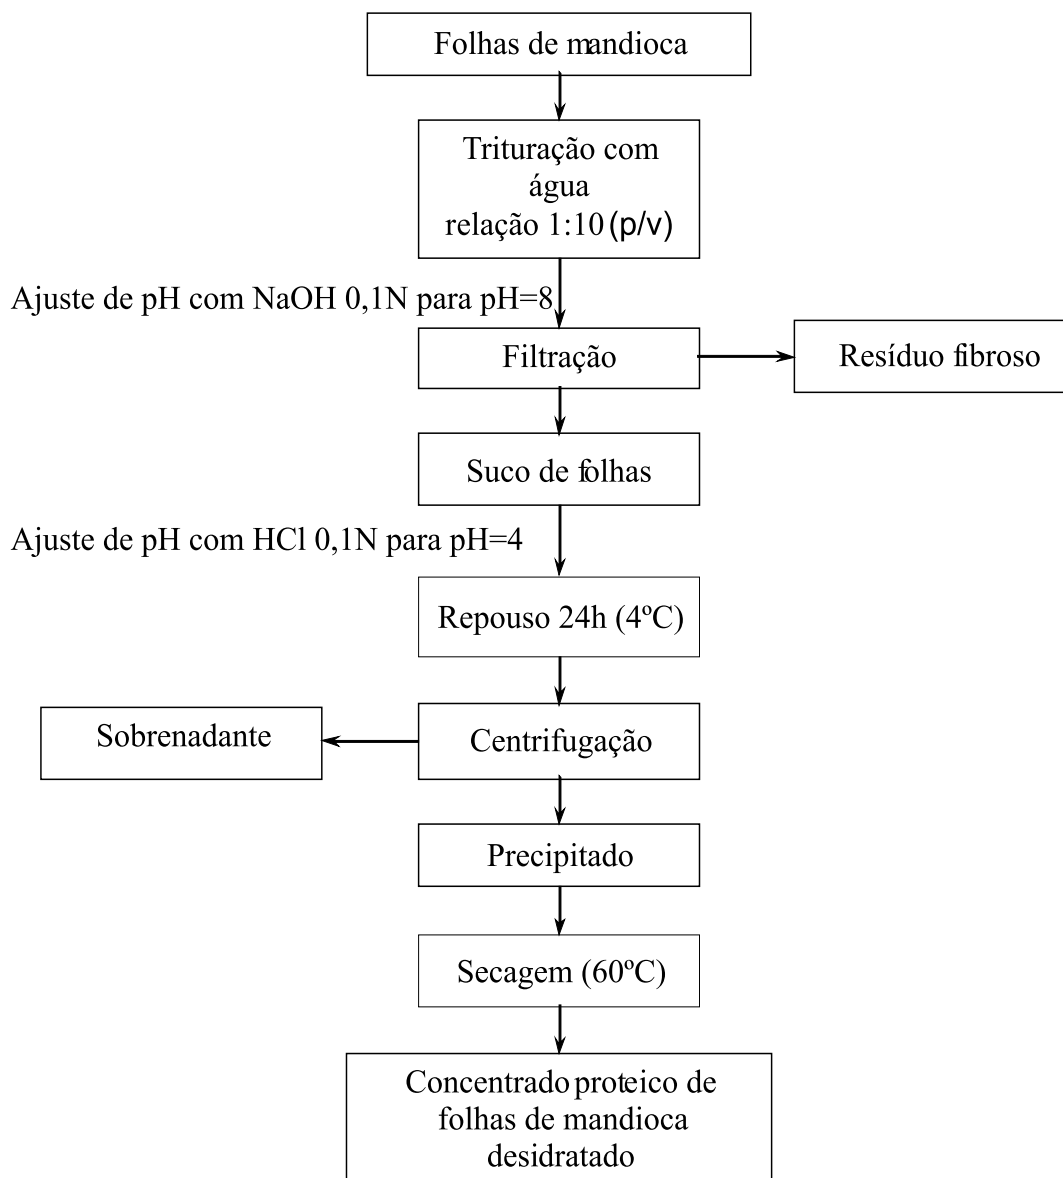 Folhas de mandioca
Trituração com
água
relação 1:10 (p/v)
Ajuste de pH com NaOH 0,1N para pH=8
Filtração
Resíduo fibroso
Suco de folhas
Ajuste de pH com HCl 0,1N para pH=4
Repouso 24h (4ºC)
Sobrenadante
Centrifugação
Precipitado
Secagem (60ºC)
Concentrado proteico de
folhas de mandioca
desidratado